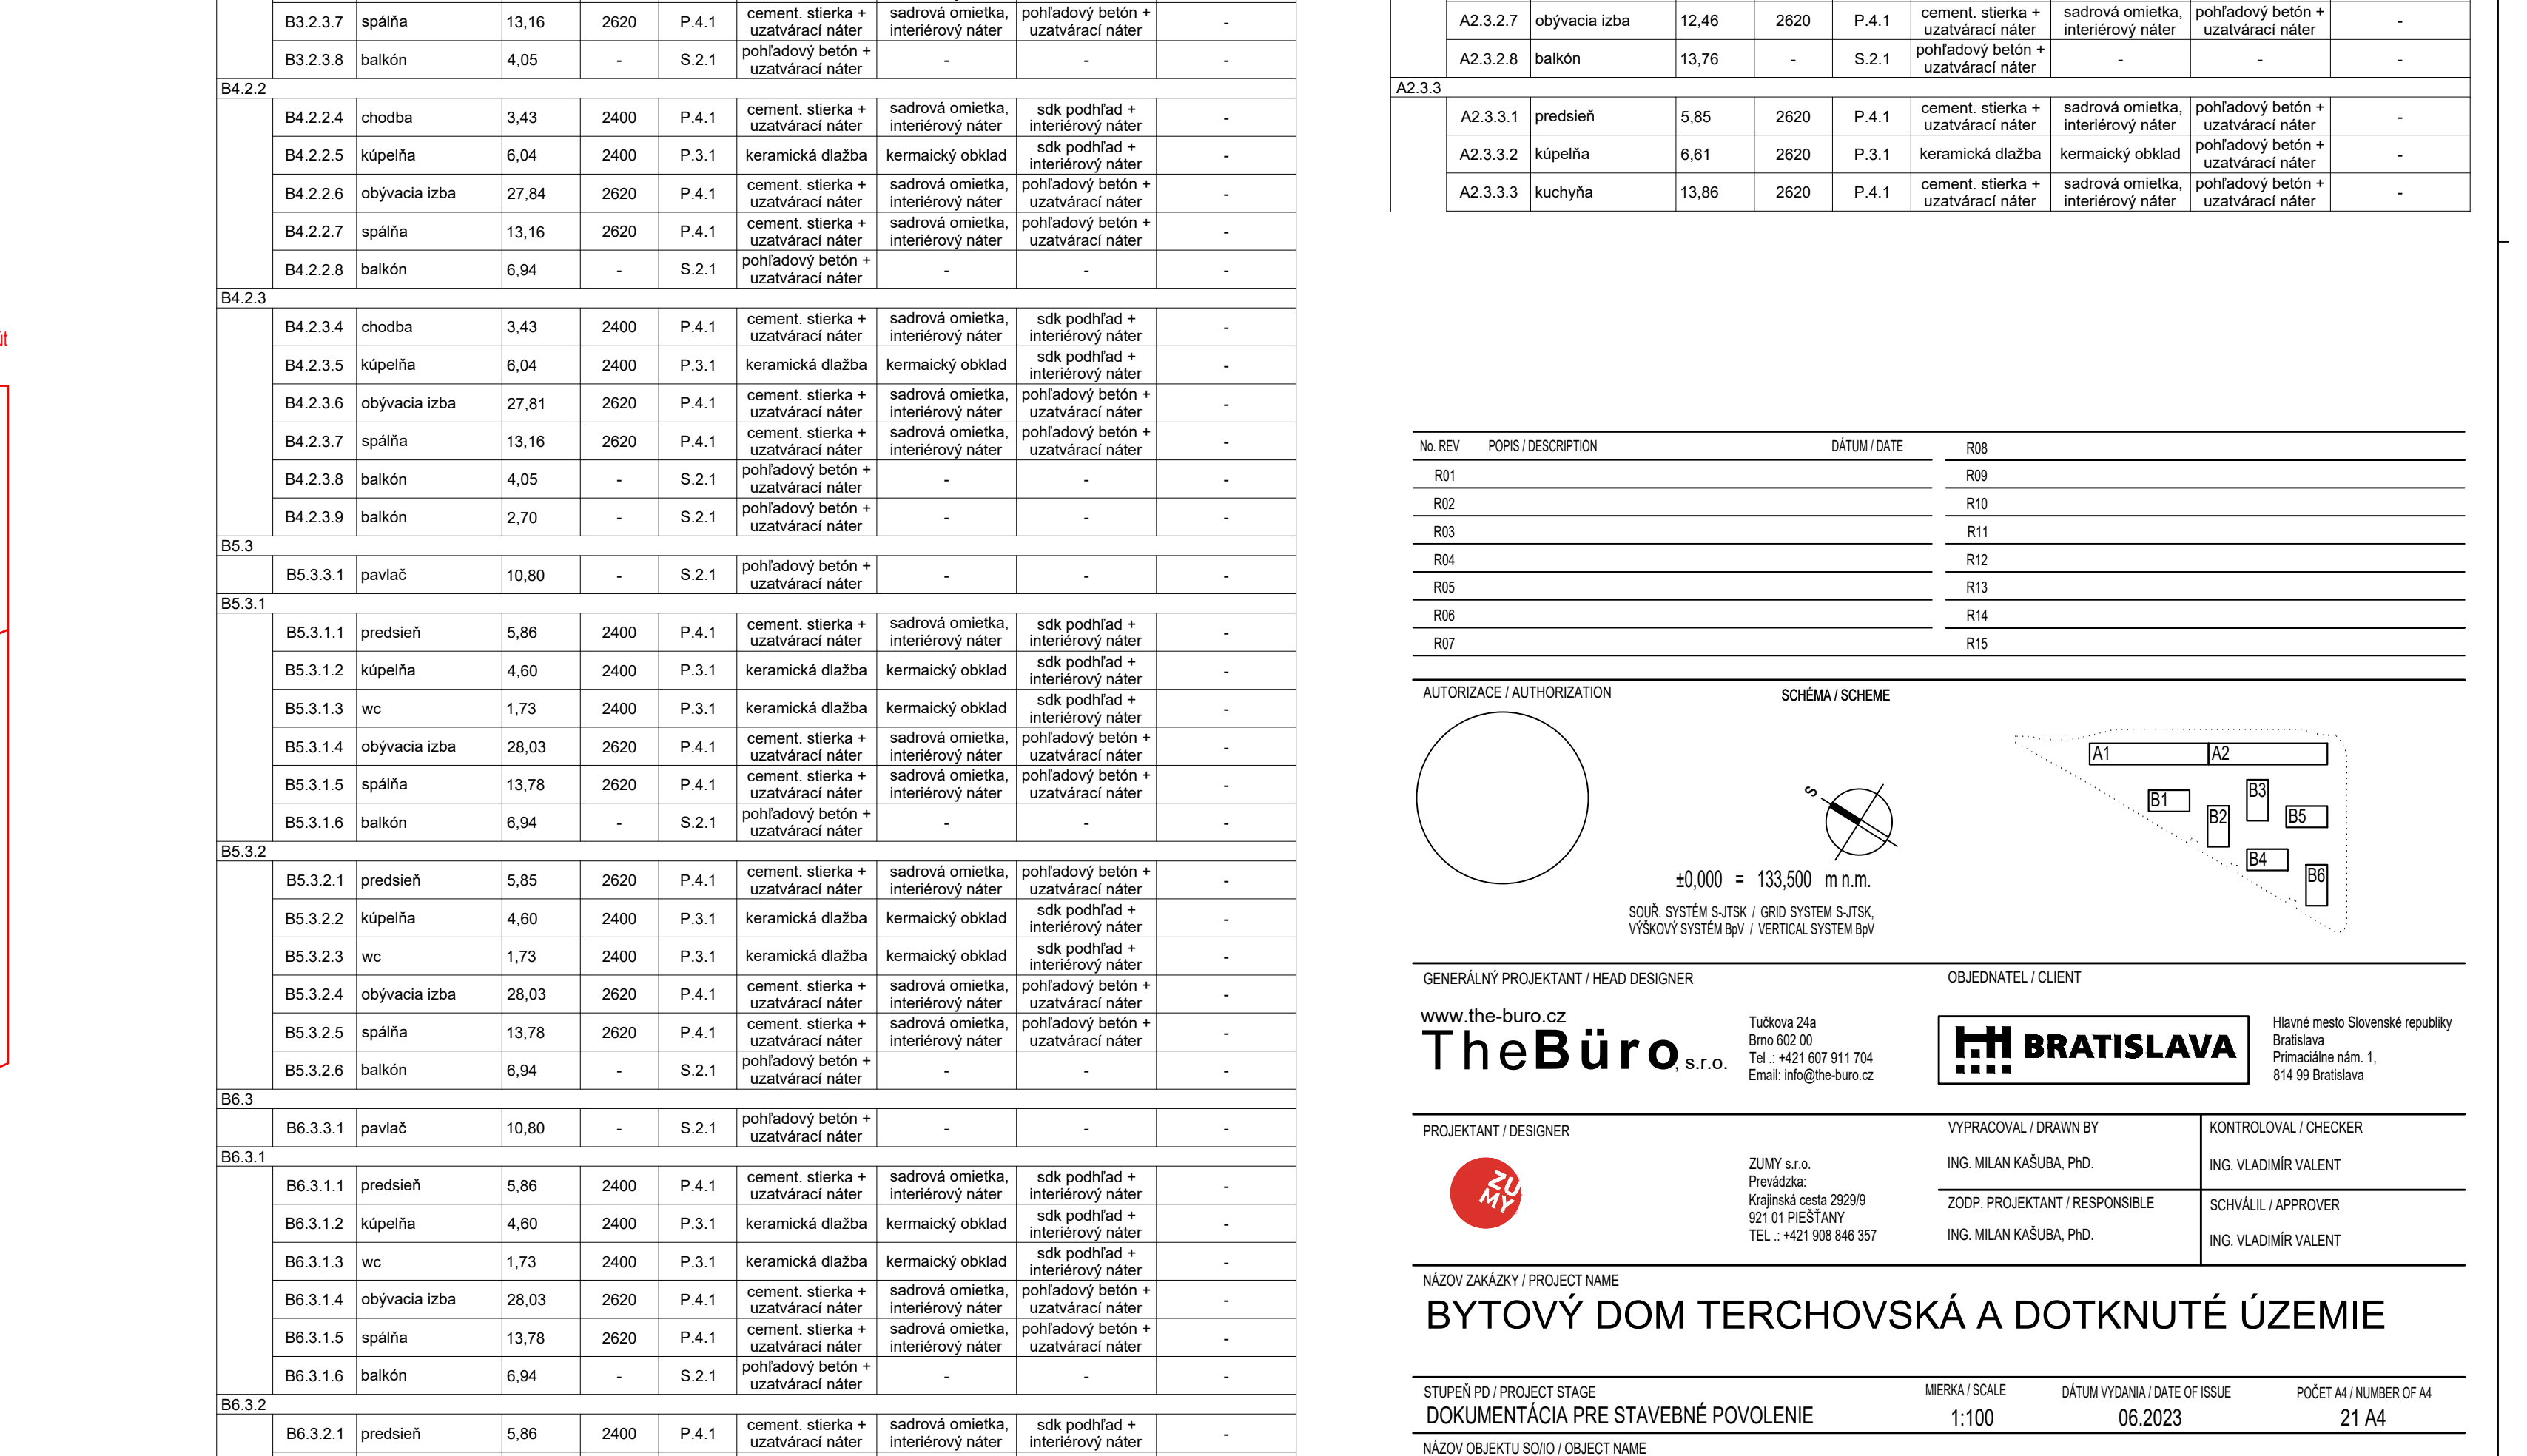 út
B3.2.3.7 spálňa 13,16 2620 P.4.1 cement. stierka + uzatvárací náter sadrová omietka, interiérový náter pohľadový betón + uzatvárací náter -
B3.2.3.8 balkón 4,05 - S.2.1 pohľadový betón + uzatvárací náter - - -
B4.2.2
B4.2.2.4 chodba 3,43 2400 P.4.1 cement. stierka + uzatvárací náter sadrová omietka, interiérový náter sdk podhľad + interiérový náter -
B4.2.2.5 kúpelňa 6,04 2400 P.3.1 keramická dlažba kermaický obklad sdk podhľad + interiérový náter -
B4.2.2.6 obývacia izba 27,84 2620 P.4.1 cement. stierka + uzatvárací náter sadrová omietka, interiérový náter pohľadový betón + uzatvárací náter -
B4.2.2.7 spálňa 13,16 2620 P.4.1 cement. stierka + uzatvárací náter sadrová omietka, interiérový náter pohľadový betón + uzatvárací náter -
B4.2.2.8 balkón 6,94 - S.2.1 pohľadový betón + uzatvárací náter - - -
B4.2.3
B4.2.3.4 chodba 3,43 2400 P.4.1 cement. stierka + uzatvárací náter sadrová omietka, interiérový náter sdk podhľad + interiérový náter -
B4.2.3.5 kúpelňa 6,04 2400 P.3.1 keramická dlažba kermaický obklad sdk podhľad + interiérový náter -
B4.2.3.6 obývacia izba 27,81 2620 P.4.1 cement. stierka + uzatvárací náter sadrová omietka, interiérový náter pohľadový betón + uzatvárací náter -
B4.2.3.7 spálňa 13,16 2620 P.4.1 cement. stierka + uzatvárací náter sadrová omietka, interiérový náter pohľadový betón + uzatvárací náter -
B4.2.3.8 balkón 4,05 - S.2.1 pohľadový betón + uzatvárací náter - - -
B4.2.3.9 balkón 2,70 - S.2.1 pohľadový betón + uzatvárací náter - - -
B5.3
B5.3.3.1 pavlač 10,80 - S.2.1 pohľadový betón + uzatvárací náter - - -
B5.3.1
B5.3.1.1 predsieň 5,86 2400 P.4.1 cement. stierka + uzatvárací náter sadrová omietka, interiérový náter sdk podhľad + interiérový náter -
B5.3.1.2 kúpelňa 4,60 2400 P.3.1 keramická dlažba kermaický obklad sdk podhľad + interiérový náter -
B5.3.1.3 wc 1,73 2400 P.3.1 keramická dlažba kermaický obklad sdk podhľad + interiérový náter -
B5.3.1.4 obývacia izba 28,03 2620 P.4.1 cement. stierka + uzatvárací náter sadrová omietka, interiérový náter pohľadový betón + uzatvárací náter -
B5.3.1.5 spálňa 13,78 2620 P.4.1 cement. stierka + uzatvárací náter sadrová omietka, interiérový náter pohľadový betón + uzatvárací náter -
B5.3.1.6 balkón 6,94 - S.2.1 pohľadový betón + uzatvárací náter - - -
B5.3.2
B5.3.2.1 predsieň 5,85 2620 P.4.1 cement. stierka + uzatvárací náter sadrová omietka, interiérový náter pohľadový betón + uzatvárací náter -
B5.3.2.2 kúpelňa 4,60 2400 P.3.1 keramická dlažba kermaický obklad sdk podhľad + interiérový náter -
B5.3.2.3 wc 1,73 2400 P.3.1 keramická dlažba kermaický obklad sdk podhľad + interiérový náter -
B5.3.2.4 obývacia izba 28,03 2620 P.4.1 cement. stierka + uzatvárací náter sadrová omietka, interiérový náter pohľadový betón + uzatvárací náter -
B5.3.2.5 spálňa 13,78 2620 P.4.1 cement. stierka + uzatvárací náter sadrová omietka, interiérový náter pohľadový betón + uzatvárací náter -
B5.3.2.6 balkón 6,94 - S.2.1 pohľadový betón + uzatvárací náter - - -
B6.3
B6.3.3.1 pavlač 10,80 - S.2.1 pohľadový betón + uzatvárací náter - - -
B6.3.1
B6.3.1.1 predsieň 5,86 2400 P.4.1 cement. stierka + uzatvárací náter sadrová omietka, interiérový náter sdk podhľad + interiérový náter -
B6.3.1.2 kúpelňa 4,60 2400 P.3.1 keramická dlažba kermaický obklad sdk podhľad + interiérový náter -
B6.3.1.3 wc 1,73 2400 P.3.1 keramická dlažba kermaický obklad sdk podhľad + interiérový náter -
B6.3.1.4 obývacia izba 28,03 2620 P.4.1 cement. stierka + uzatvárací náter sadrová omietka, interiérový náter pohľadový betón + uzatvárací náter -
B6.3.1.5 spálňa 13,78 2620 P.4.1 cement. stierka + uzatvárací náter sadrová omietka, interiérový náter pohľadový betón + uzatvárací náter -
B6.3.1.6 balkón 6,94 - S.2.1 pohľadový betón + uzatvárací náter - - -
B6.3.2
B6.3.2.1 predsieň 5,86 2400 P.4.1 cement. stierka + uzatvárací náter sadrová omietka, interiérový náter sdk podhľad + interiérový náter -
A2.3.2.7 obývacia izba 12,46 2620 P.4.1 cement. stierka + uzatvárací náter sadrová omietka, interiérový náter pohľadový betón + uzatvárací náter -
A2.3.2.8 balkón 13,76 - S.2.1 pohľadový betón + uzatvárací náter - - -
A2.3.3
A2.3.3.1 predsieň 5,85 2620 P.4.1 cement. stierka + uzatvárací náter sadrová omietka, interiérový náter pohľadový betón + uzatvárací náter -
A2.3.3.2 kúpelňa 6,61 2620 P.3.1 keramická dlažba kermaický obklad pohľadový betón + uzatvárací náter -
A2.3.3.3 kuchyňa 13,86 2620 P.4.1 cement. stierka + uzatvárací náter sadrová omietka, interiérový náter pohľadový betón + uzatvárací náter -
No. REV POPIS / DESCRIPTION DÁTUM / DATE R08
R01 R09
R02 R10
R03 R11
R04 R12
R05 R13
R06 R14
R07 R15
AUTORIZACE / AUTHORIZATION
SCHÉMA / SCHEME
S
A1 A2
B1
B2
B3
B5
B4
B6
±0,000 = 133,500 m n.m.
SOUŘ. SYSTÉM S-JTSK / GRID SYSTEM S-JTSK,
VÝŠKOVÝ SYSTÉM BpV / VERTICAL SYSTEM BpV
GENERÁLNÝ PROJEKTANT / HEAD DESIGNER
www.the-buro.cz
TheBüro, s.r.o.
Tučkova 24a
Brno 602 00
Tel .: +421 607 911 704
Email: info@the-buro.cz
OBJEDNATEL / CLIENT
BRATISLAVA
Hlavné mesto Slovenské republiky
Bratislava
Primaciálne nám. 1,
814 99 Bratislava
PROJEKTANT / DESIGNER
ZU
MY
ZUMY s.r.o.
Prevádzka:
Krajinská cesta 2929/9
921 01 PIEŠŤANY
TEL .: +421 908 846 357
VYPRACOVAL / DRAWN BY
ING. MILAN KAŠUBA, PhD.
KONTROLOVAL / CHECKER
ING. VLADIMÍR VALENT
ZODP. PROJEKTANT / RESPONSIBLE
ING. MILAN KAŠUBA, PhD.
SCHVÁLIL / APPROVER
ING. VLADIMÍR VALENT
NÁZOV ZAKÁZKY / PROJECT NAME
BYTOVÝ DOM TERCHOVSKÁ A DOTKNUTÉ ÚZEMIE
STUPEŇ PD / PROJECT STAGE
DOKUMENTÁCIA PRE STAVEBNÉ POVOLENIE
MIERKA / SCALE
1:100
DÁTUM VYDANIA / DATE OF ISSUE
06.2023
POČET A4 / NUMBER OF A4
21 A4
NÁZOV OBJEKTU SO/IO / OBJECT NAME